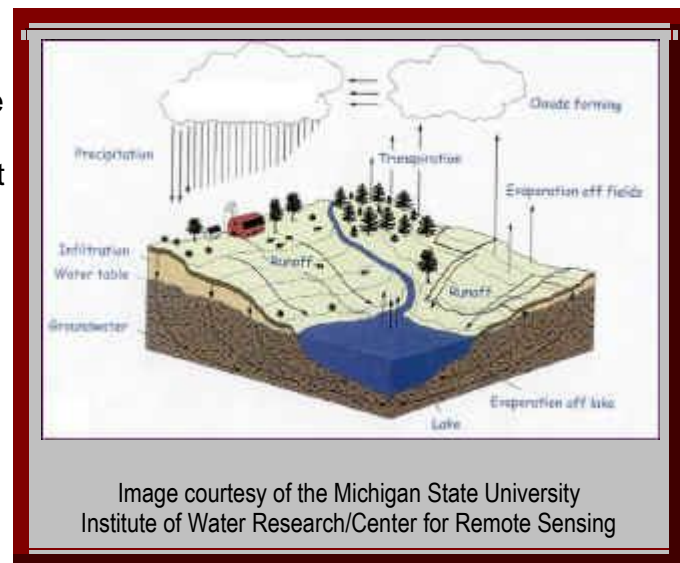 Clouds forming
Precipitation
Transpiration
Evaporation off fields
Infiltration
Runoff
Water table
Runoff
Groundwater
Evaporation off lake
Lake
Image courtesy of the Michigan State University
Institute of Water Research/Center for Remote Sensing